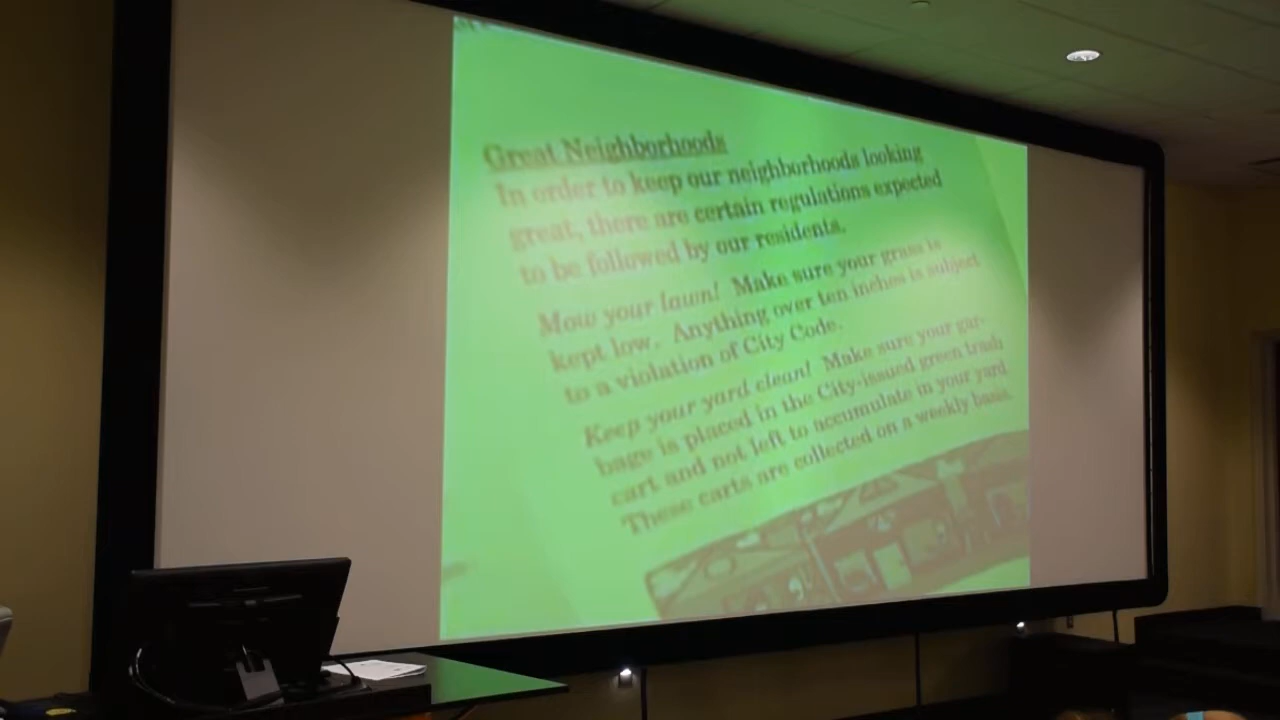 Great Neighborhoods
In order to keep our neighborhoods looking
great, there are certain regulations expected
to be followed by our residents.
Mow your lawn! Make sure your grass is
kept low. Anything over ten inches is subject
to a violation of City Code.
Keep your yard clean! Make sure your gar-
bage is placed in the City-issued green trash
cart and not left to accumulate in your yard.
These carts are collected on a weekly basis.